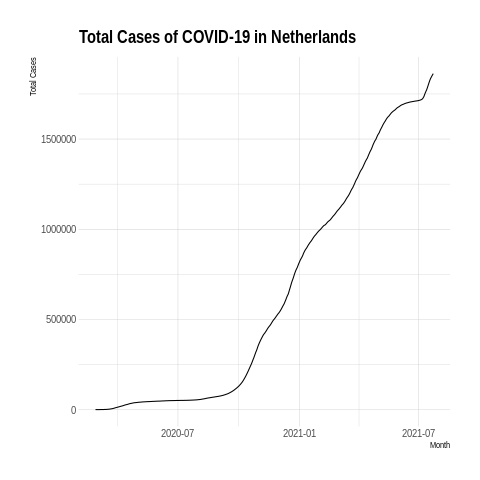 Total Cases of COVID-19 in Netherlands
Total Cases
1500000
1000000
500000
0
2020-07
2021-01
2021-07
Month